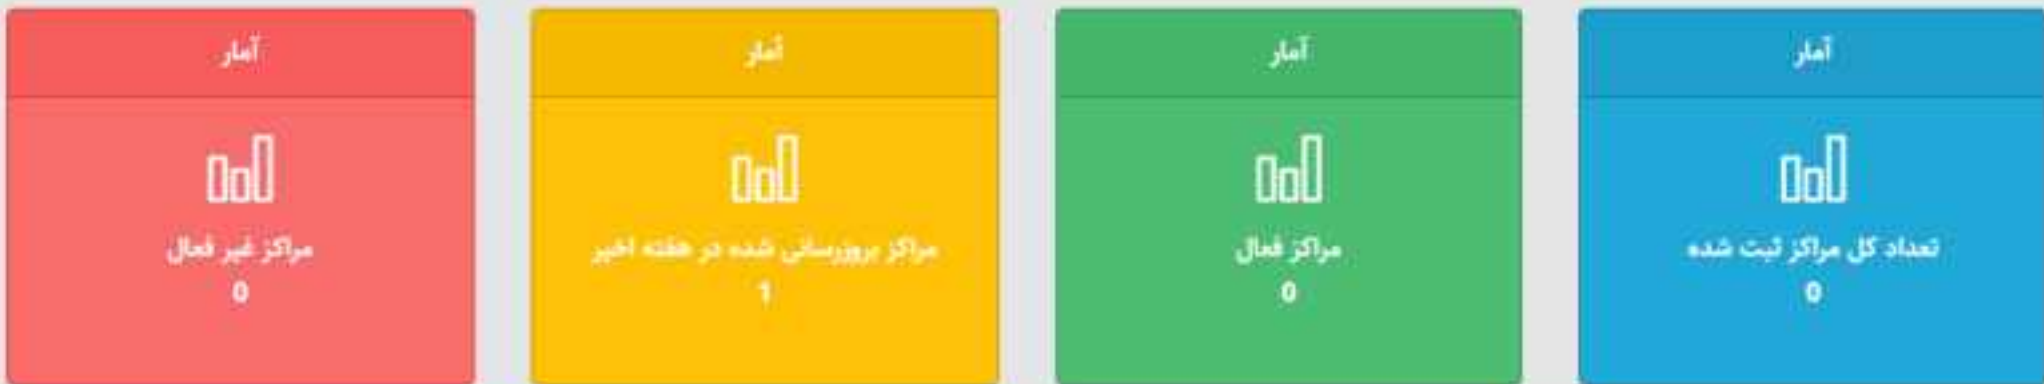 آمار
تعداد کل مراکز ثبت شده
0
آمار
مراکز فعال
0
آمار
مراکز بروزرسانی شده در هفته اخیر
1
آمار
مراکز غیر فعال
0